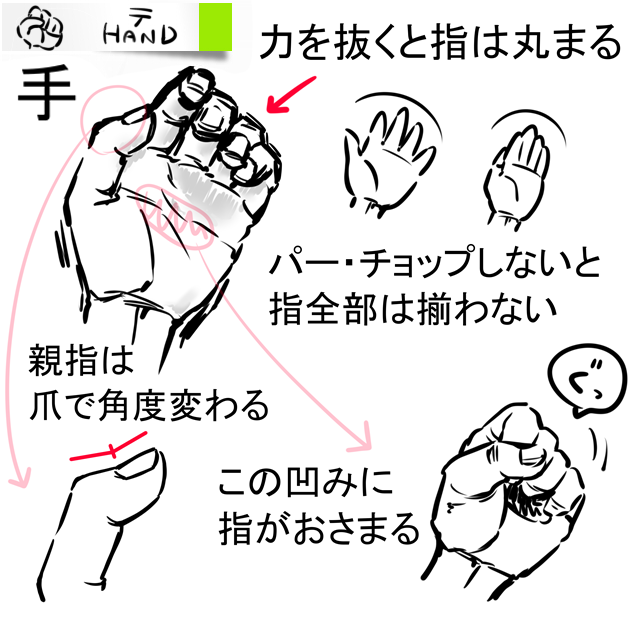 テ
HAND
手
力を抜くと指は丸まる
パー・チョップしないと
指全部は揃わない
親指は
爪で角度変わる
この凹みに
指がおさまる